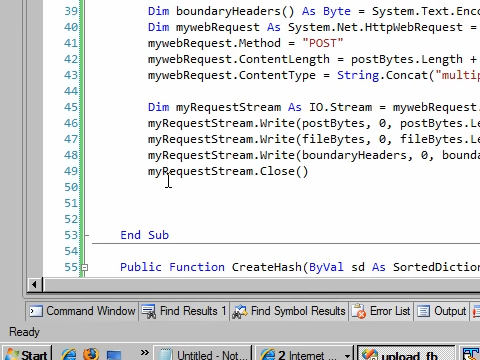 39 Dim boundaryHeaders() As Byte = System.Text.Enco
40 Dim mywebRequest As System.Net.HttpWebRequest =
41 mywebRequest.Method = "POST"
42 mywebRequest.ContentLength = postBytes.Length +
43 mywebRequest.ContentType = String.Concat("multip
44
45 Dim myRequestStream As IO.Stream = mywebRequest.
46 myRequestStream.Write(postBytes, 0, postBytes.Le
47 myRequestStream.Write(fileBytes, 0, fileBytes.Le
48 myRequestStream.Write(boundaryHeaders, 0, bounda
49 myRequestStream.Close()
50
51
52
53 End Sub
54
55 Public Function CreateHash(ByVal sd As SortedDiction
Command Window Find Results 1 Find Symbol Results Error List Output
Ready
Start » Untitled - Not... 2 Internet ... upload_fb